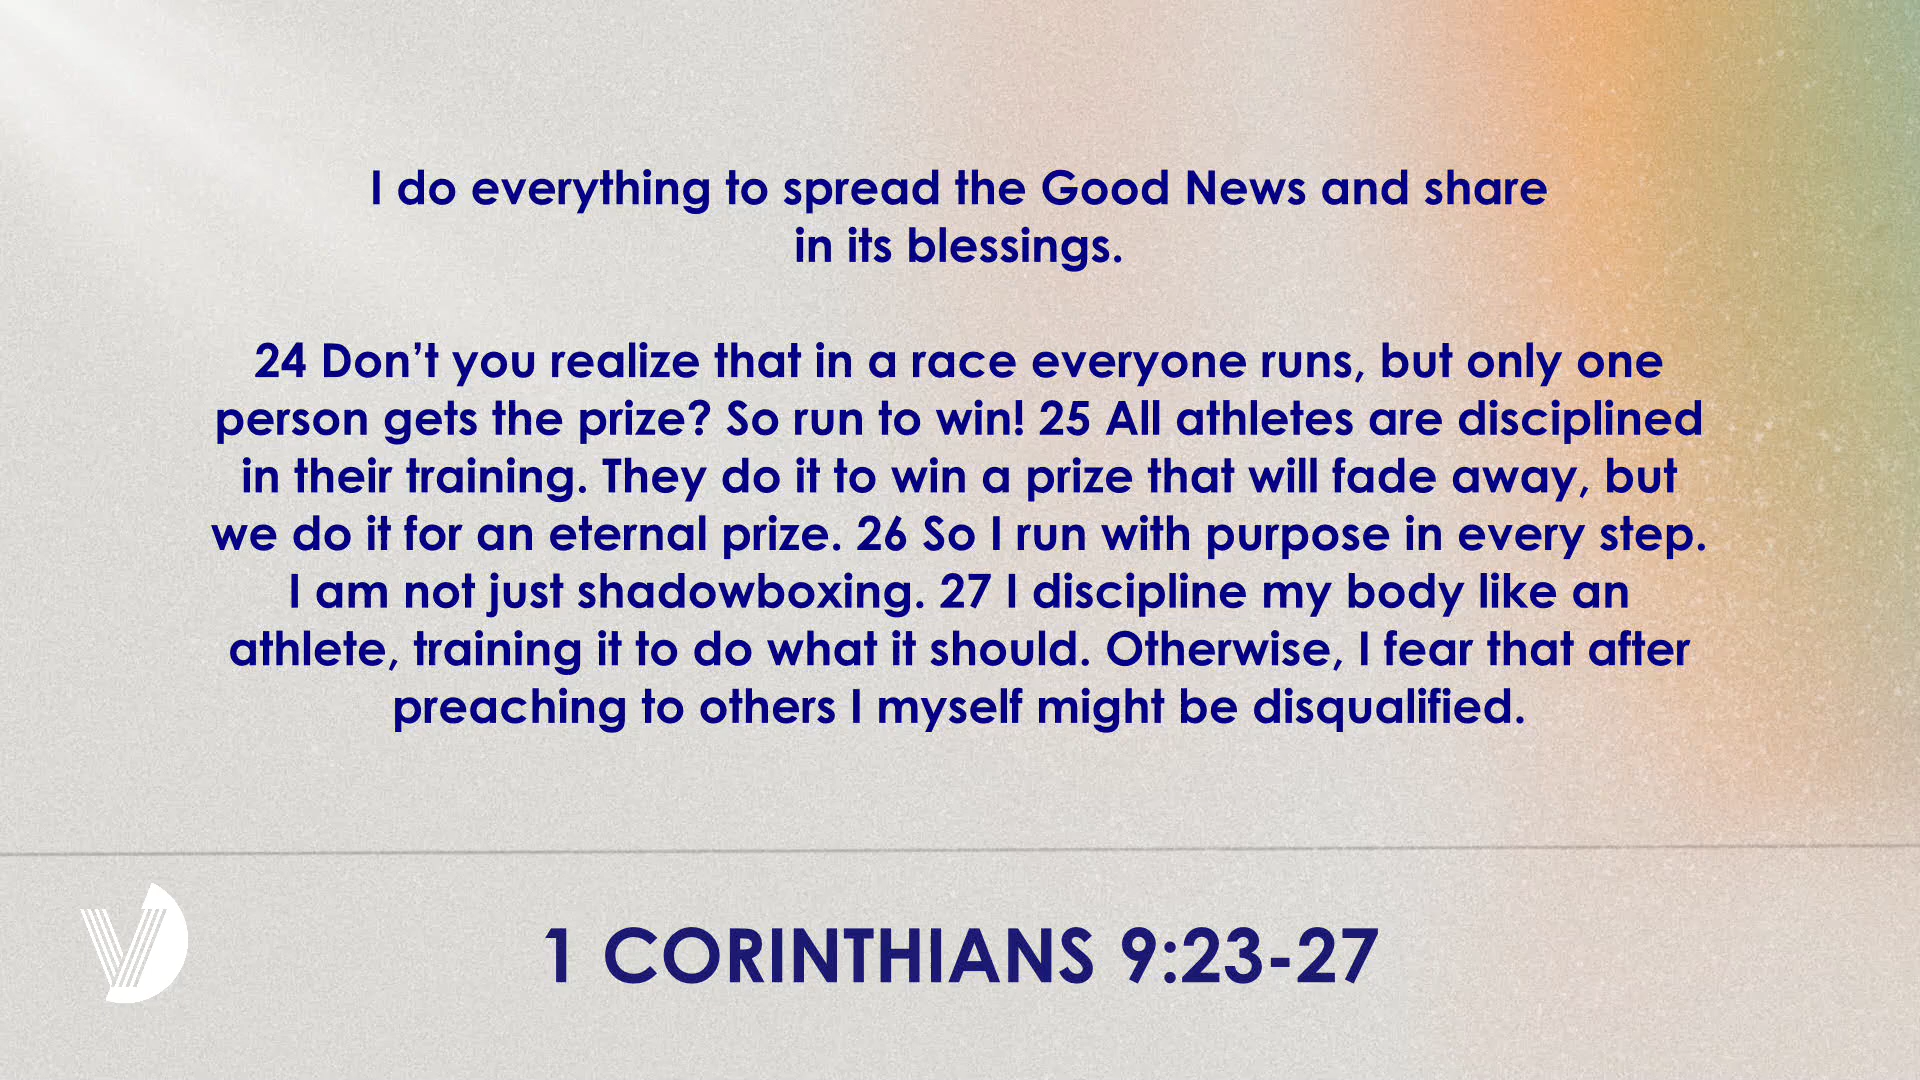 I do everything to spread the Good News and share
in its blessings.
24 Don’t you realize that in a race everyone runs, but only one
person gets the prize? So run to win! 25 All athletes are disciplined
in their training. They do it to win a prize that will fade away, but
we do it for an eternal prize. 26 So I run with purpose in every step.
I am not just shadowboxing. 27 I discipline my body like an
athlete, training it to do what it should. Otherwise, I fear that after
preaching to others I myself might be disqualified.
1 CORINTHIANS 9:23-27